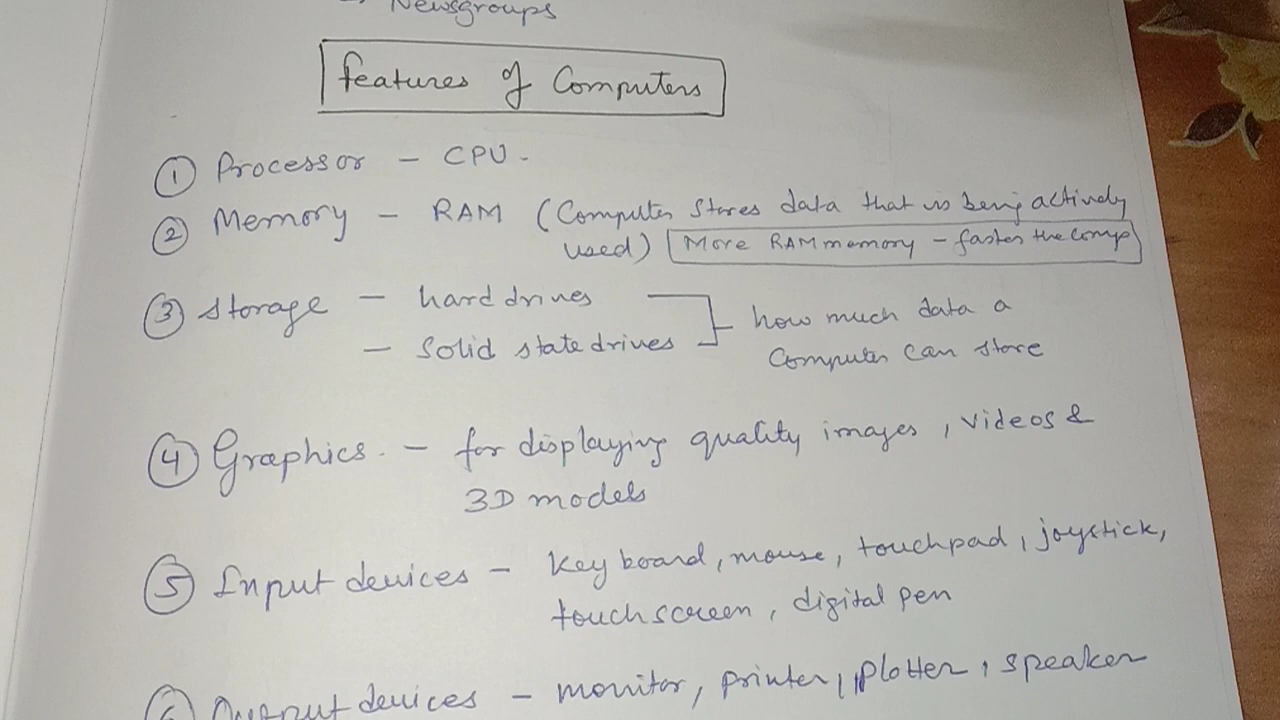 → Newsgroups
Features of Computers
① Processor - CPU.
② Memory - RAM (Computer stores data that is being actively
used) More RAM memory - faster the comp
③ Storage - hard drives
- Solid state drives
how much data a
Computer can store
④ Graphics. - for displaying quality images, videos &
3D models
⑤ Input devices - Key board, mouse, touchpad, joystick,
touch screen, digital pen
⑥ Output devices - monitor, printer, plotter, speaker